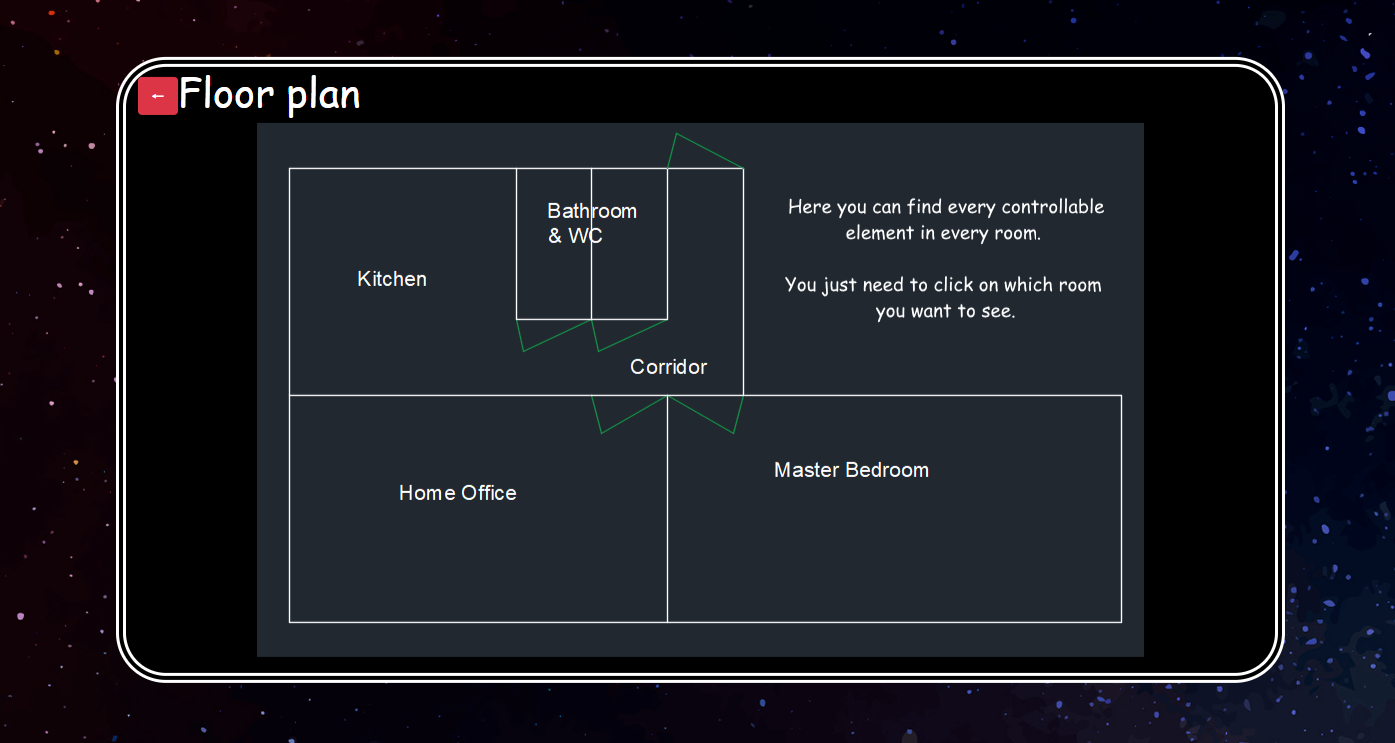 ←
Floor plan
Bathroom
& WC
Here you can find every controllable
element in every room.
Kitchen
You just need to click on which room
you want to see.
Corridor
Master Bedroom
Home Office